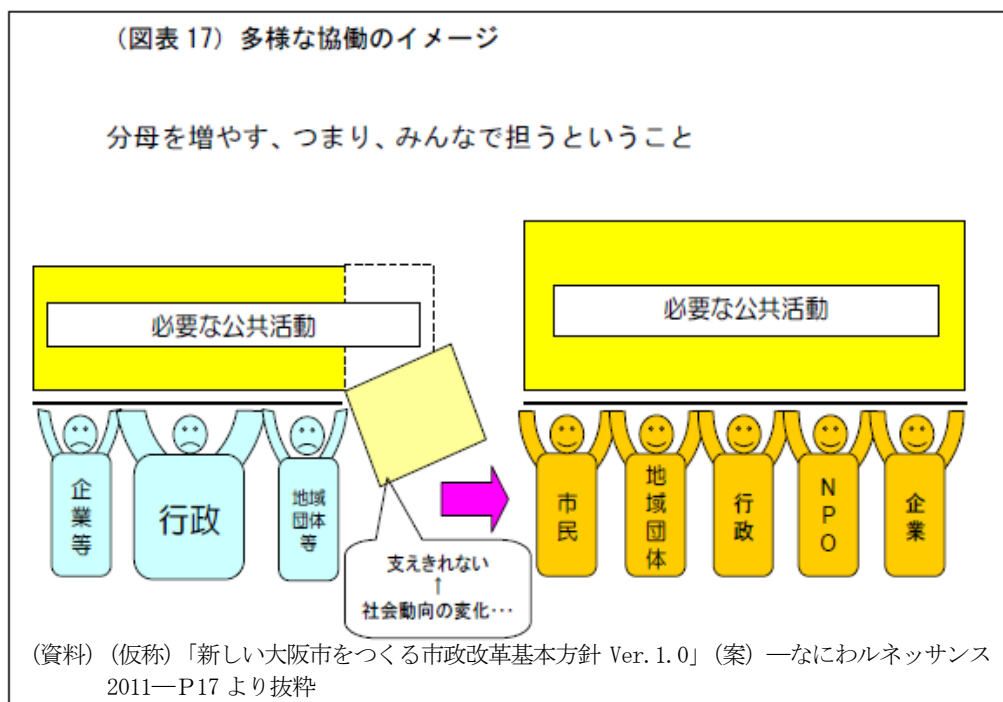 （図表 17）多様な協働のイメージ
分母を増やす、つまり、みんなで担うということ
必要な公共活動
必要な公共活動
企業等
行政
地域団体等
支えきれない
↑
社会動向の変化･･･
市民
地域団体
行政
NPO
企業
（資料）（仮称）「新しい大阪市をつくる市政改革基本方針 Ver. 1.0」（案）―なにわルネッサンス
2011―Ｐ17 より抜粋